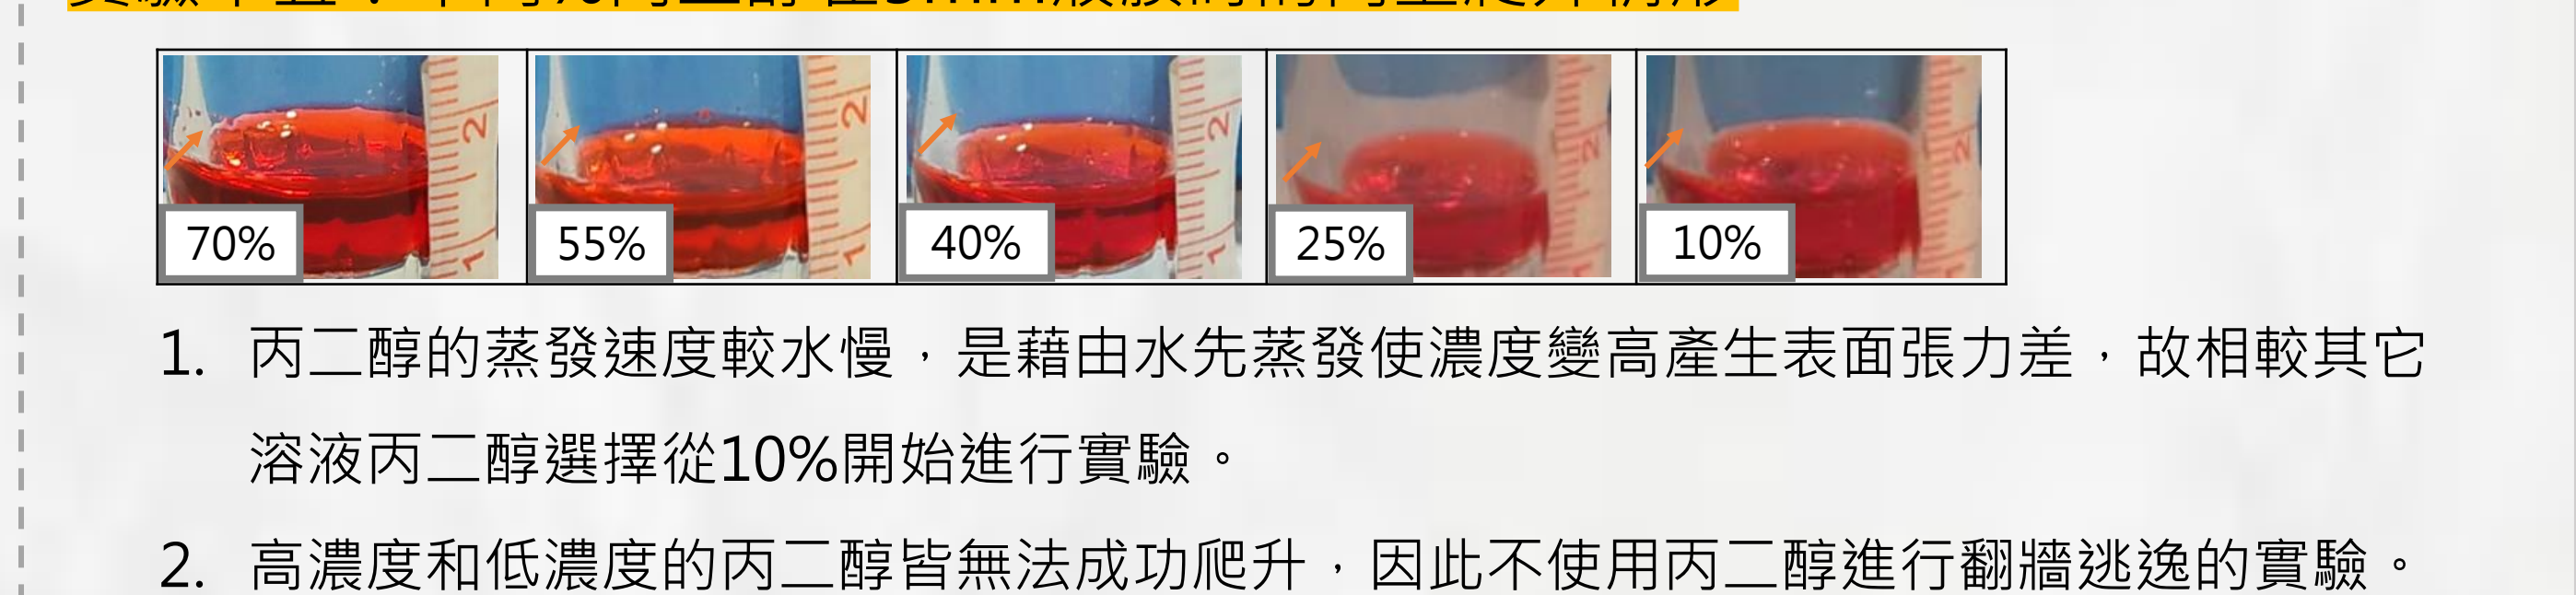 70% 55% 40% 25% 10%
1. 丙二醇的蒸發速度較水慢，是藉由水先蒸發使濃度變高產生表面張力差，故相較其它
溶液丙二醇選擇從10%開始進行實驗。
2. 高濃度和低濃度的丙二醇皆無法成功爬升，因此不使用丙二醇進行翻牆逃逸的實驗。